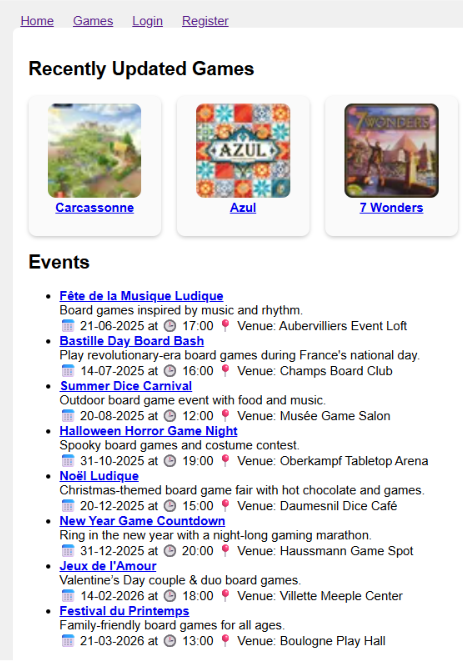 Home Games Login Register
Recently Updated Games
AZUL
7 WONDERS
Carcassonne Azul 7 Wonders
Events
Fête de la Musique Ludique
Board games inspired by music and rhythm.
21-06-2025 at 17:00 Venue: Aubervilliers Event Loft
Bastille Day Board Bash
Play revolutionary-era board games during France's national day.
14-07-2025 at 16:00 Venue: Champs Board Club
Summer Dice Carnival
Outdoor board game event with food and music.
20-08-2025 at 12:00 Venue: Musée Game Salon
Halloween Horror Game Night
Spooky board games and costume contest.
31-10-2025 at 19:00 Venue: Oberkampf Tabletop Arena
Noël Ludique
Christmas-themed board game fair with hot chocolate and games.
20-12-2025 at 15:00 Venue: Daumesnil Dice Café
New Year Game Countdown
Ring in the new year with a night-long gaming marathon.
31-12-2025 at 20:00 Venue: Haussmann Game Spot
Jeux de l'Amour
Valentine’s Day couple & duo board games.
14-02-2026 at 18:00 Venue: Villette Meeple Center
Festival du Printemps
Family-friendly board games for all ages.
21-03-2026 at 13:00 Venue: Boulogne Play Hall